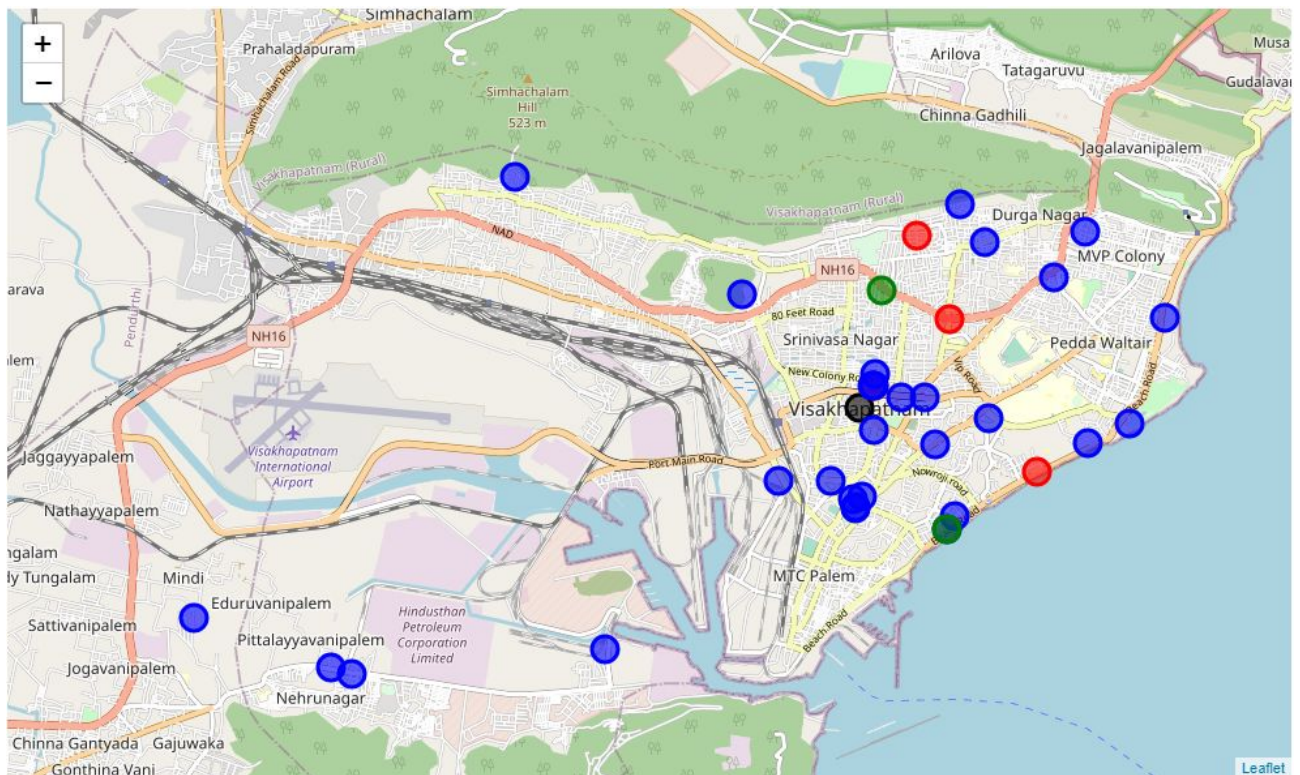 Simhachalam
+
−
Prahaladapuram
Simhachalam Road
Simhachalam
Hill
523 m
Arilova
Tatagaruvu
Musa
Gudalava
Chinna Gadhili
Jagalavanipalem
Visakhapatnam (Rural)
Visakhapatnam (Rural)
Durga Nagar
NAD
MVP Colony
NH16
arava
Pendurthi
80 Feet Road
NH16
Srinivasa Nagar
Pedda Waltair
lem
New Colony Ro
Vip Road
Beach Road
Visakhapatnam
Visakhapatnam
International
Airport
Jaggayyapalem
Port Main Road
Nowroji road
Nathayyapalem
ngalam
dy Tungalam
Mindi
MTC Palem
Eduruvanipalem
Sattivanipalem
Hindusthan
Petroleum
Corporation
Limited
Pittalayyavanipalem
Beach Road
Jogavanipalem
Nehrunagar
Chinna Gantyada
Gajuwaka
Gonthina Vani
Leaflet